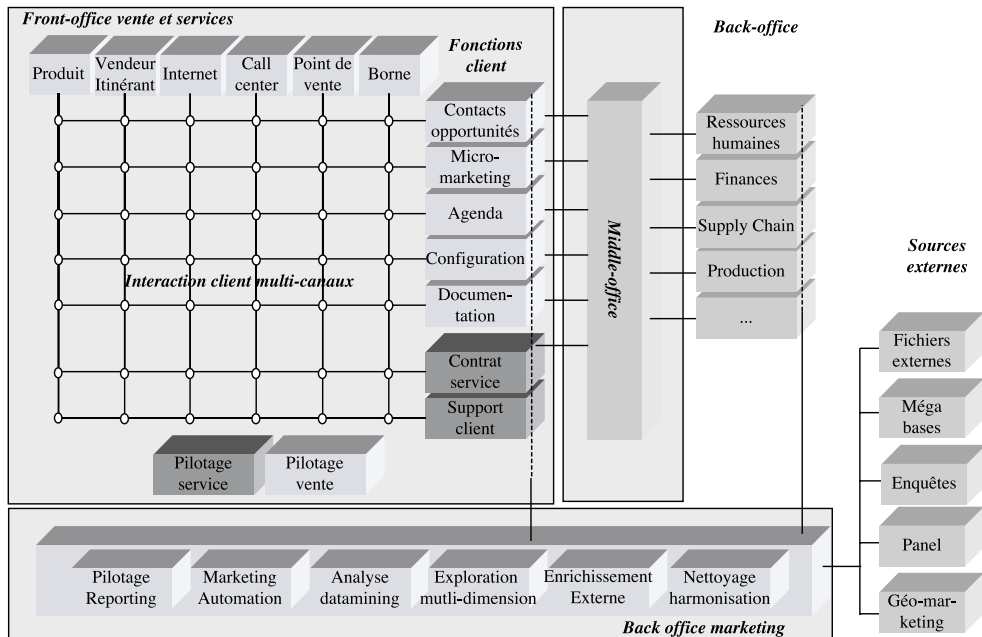 Front-office vente et services
Produit
Vendeur
Itinérant
Internet
Call
center
Point de
vente
Borne
Fonctions
client
Contacts
opportunités
Micro-
marketing
Agenda
Configuration
Documen-
tation
Contrat
service
Support
client
Interaction client multi-canaux
Pilotage
service
Pilotage
vente
Middle-office
Back-office
Ressources
humaines
Finances
Supply Chain
Production
...
Sources
externes
Fichiers
externes
Méga
bases
Enquêtes
Panel
Géo-mar-
keting
Pilotage
Reporting
Marketing
Automation
Analyse
datamining
Exploration
mutli-dimension
Enrichissement
Externe
Nettoyage
harmonisation
Back office marketing